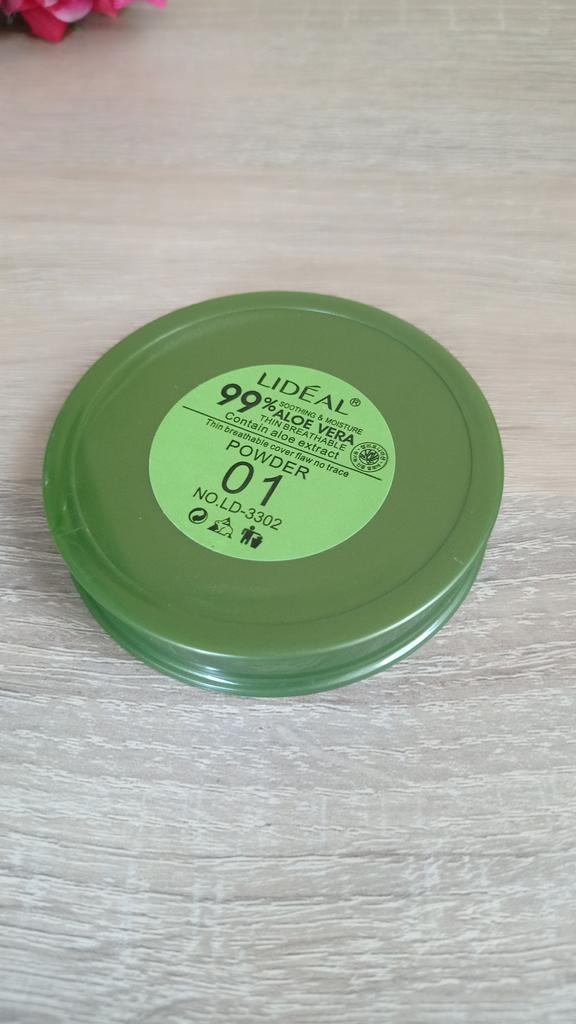 LIDÉAL®
99% SOOTHING & MOISTURE
ALOE VERA
THIN BREATHABLE
Contain aloe extract
Thin breathable cover flaw no trace
POWDER
01
NO.LD-3302